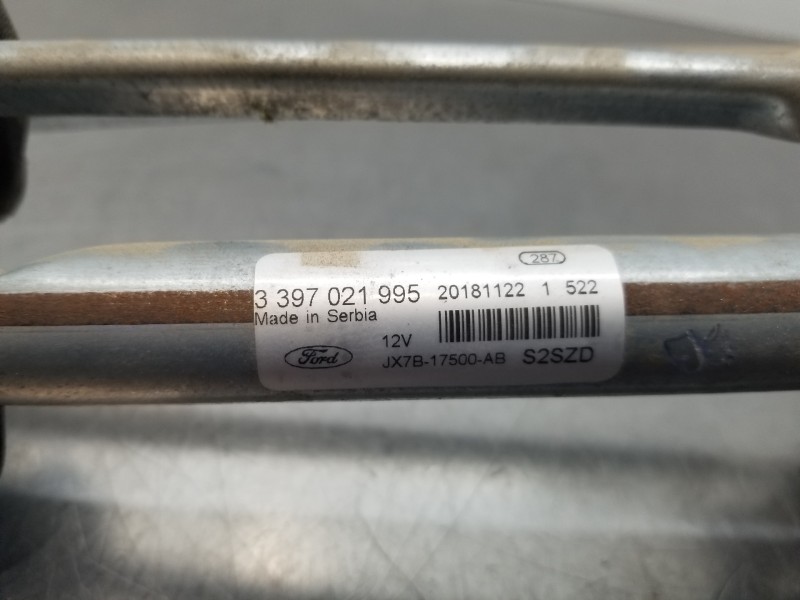 287
3 397 021 995 20181122 1 522
Made in Serbia
12V
Ford JX7B-17500-AB S2SZD